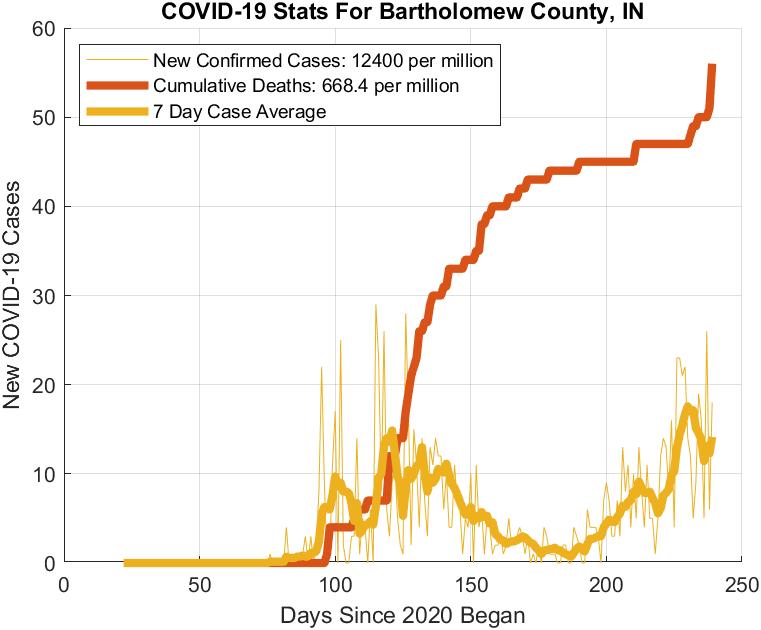 COVID-19 Stats For Bartholomew County, IN
New Confirmed Cases: 12400 per million
Cumulative Deaths: 668.4 per million
7 Day Case Average
New COVID-19 Cases
60
50
40
30
20
10
0
0 50 100 150 200 250
Days Since 2020 Began